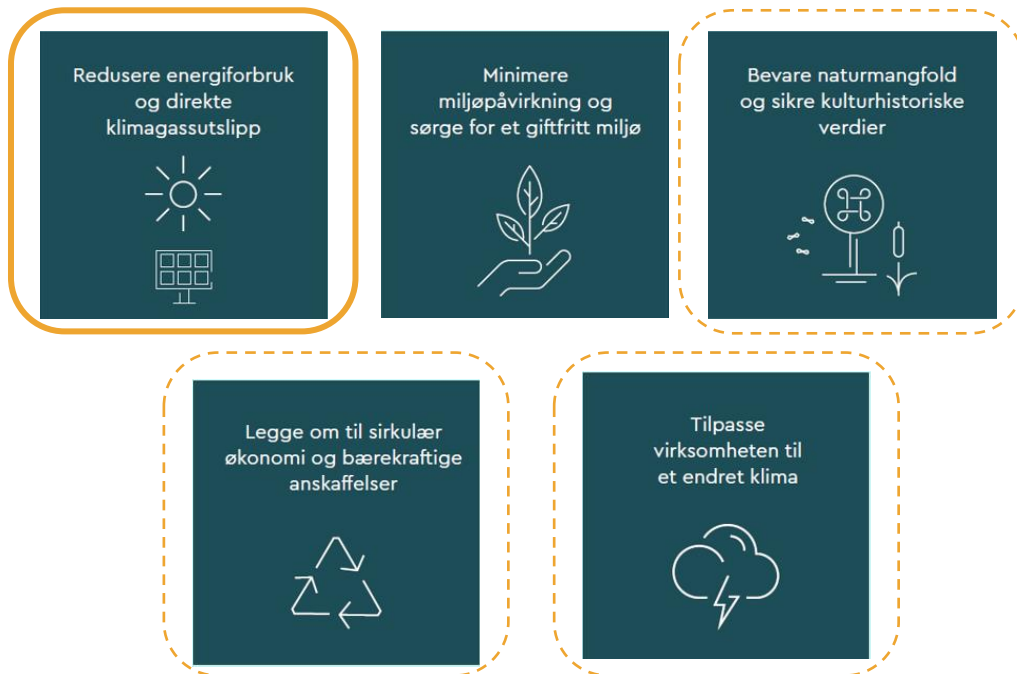 Redusere energiforbruk
og direkte
klimagassutslipp
Minimere
miljøpåvirkning og
sørge for et giftfritt miljø
Bevare naturmangfold
og sikre kulturhistoriske
verdier
Legge om til sirkulær
økonomi og bærekraftige
anskaffelser
Tilpasse
virksomheten til
et endret klima